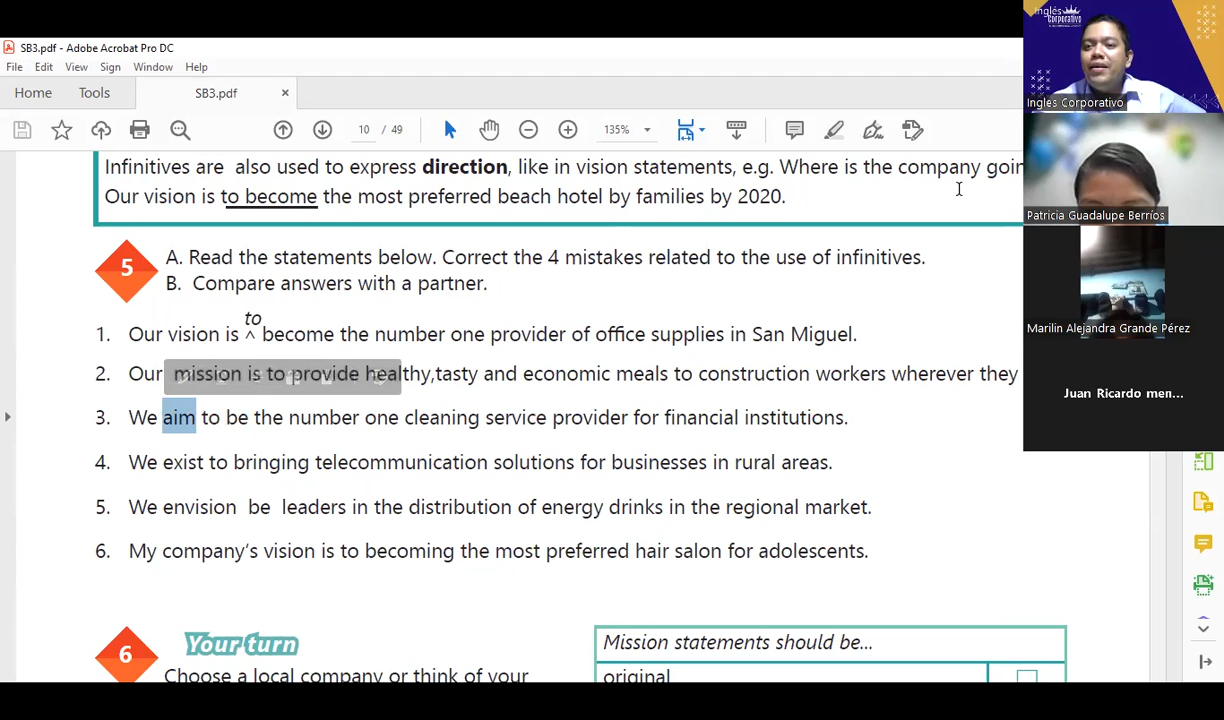 SB3.pdf - Adobe Acrobat Pro DC
File Edit View Sign Window Help
Home Tools SB3.pdf ×
10 / 49 135%
Infinitives are also used to express direction, like in vision statements, e.g. Where is the company goin
Our vision is to become the most preferred beach hotel by families by 2020.
5 A. Read the statements below. Correct the 4 mistakes related to the use of infinitives.
B. Compare answers with a partner.
to
1. Our vision is ^ become the number one provider of office supplies in San Miguel.
2. Our mission is to provide healthy,tasty and economic meals to construction workers wherever they
3. We aim to be the number one cleaning service provider for financial institutions.
4. We exist to bringing telecommunication solutions for businesses in rural areas.
5. We envision be leaders in the distribution of energy drinks in the regional market.
6. My company's vision is to becoming the most preferred hair salon for adolescents.
6 Your turn
Choose a local company or think of your
Mission statements should be...
original
Inglés
Corporativo
Inglés Corporativo
Patricia Guadalupe Berríos
Marilin Alejandra Grande Pérez
Juan Ricardo men...